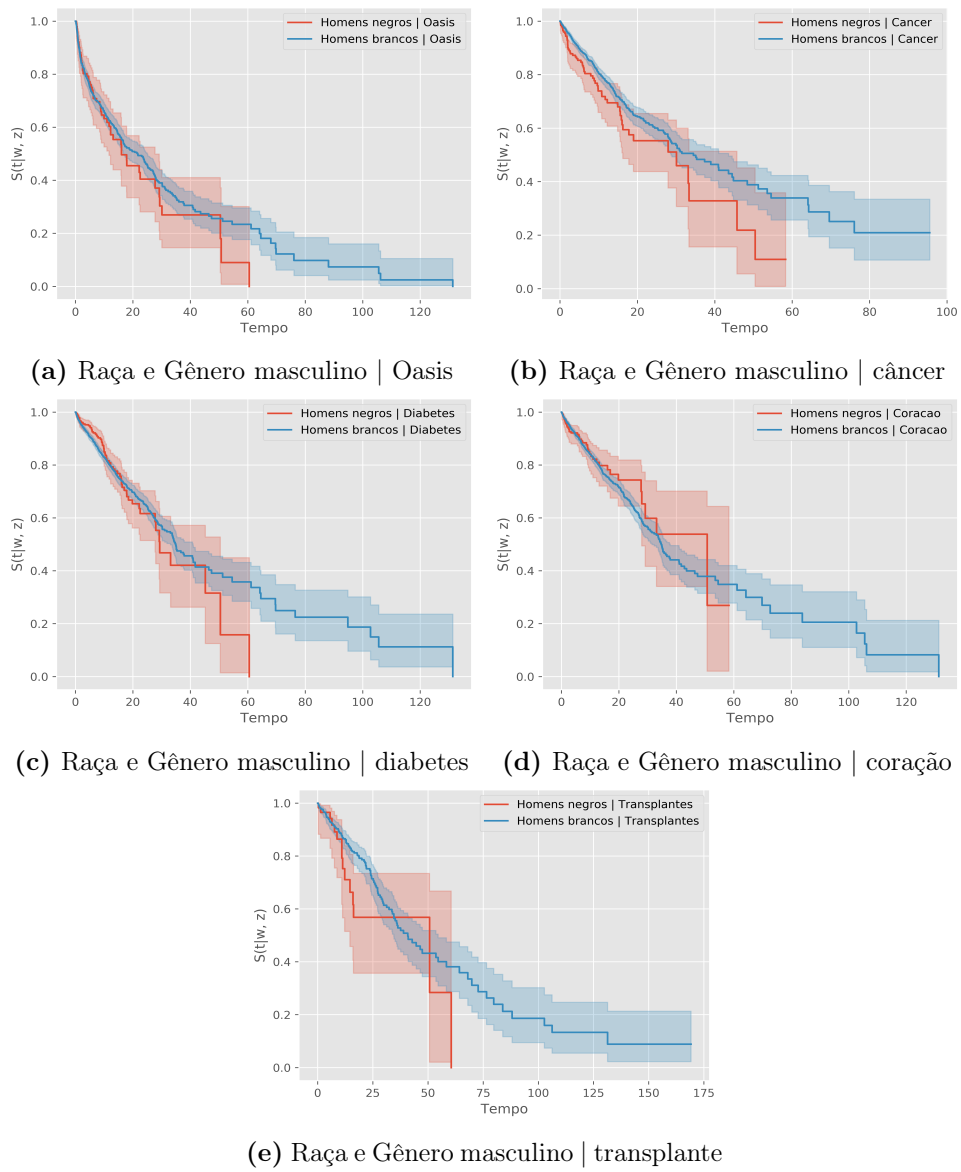 Homens negros | Oasis
Homens brancos | Oasis
S(t|w, z)
1.0
0.8
0.6
0.4
0.2
0.0
0 20 40 60 80 100 120
Tempo
(a) Raça e Gênero masculino | Oasis
Homens negros | Cancer
Homens brancos | Cancer
S(t|w, z)
1.0
0.8
0.6
0.4
0.2
0.0
0 20 40 60 80 100
Tempo
(b) Raça e Gênero masculino | câncer
Homens negros | Diabetes
Homens brancos | Diabetes
S(t|w, z)
1.0
0.8
0.6
0.4
0.2
0.0
0 20 40 60 80 100 120
Tempo
(c) Raça e Gênero masculino | diabetes
Homens negros | Coracao
Homens brancos | Coracao
S(t|w, z)
1.0
0.8
0.6
0.4
0.2
0.0
0 20 40 60 80 100 120
Tempo
(d) Raça e Gênero masculino | coração
Homens negros | Transplantes
Homens brancos | Transplantes
S(t|w, z)
1.0
0.8
0.6
0.4
0.2
0.0
0 25 50 75 100 125 150 175
Tempo
(e) Raça e Gênero masculino | transplante